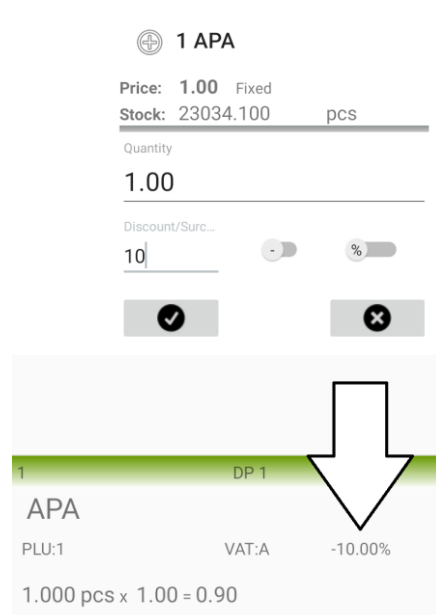 1 APA
Price: 1.00 Fixed
Stock: 23034.100 pcs
Quantity
1.00
Discount/Surc...
10 - %
1 DP 1
APA
PLU:1 VAT:A -10.00%
1.000 pcs x 1.00 = 0.90